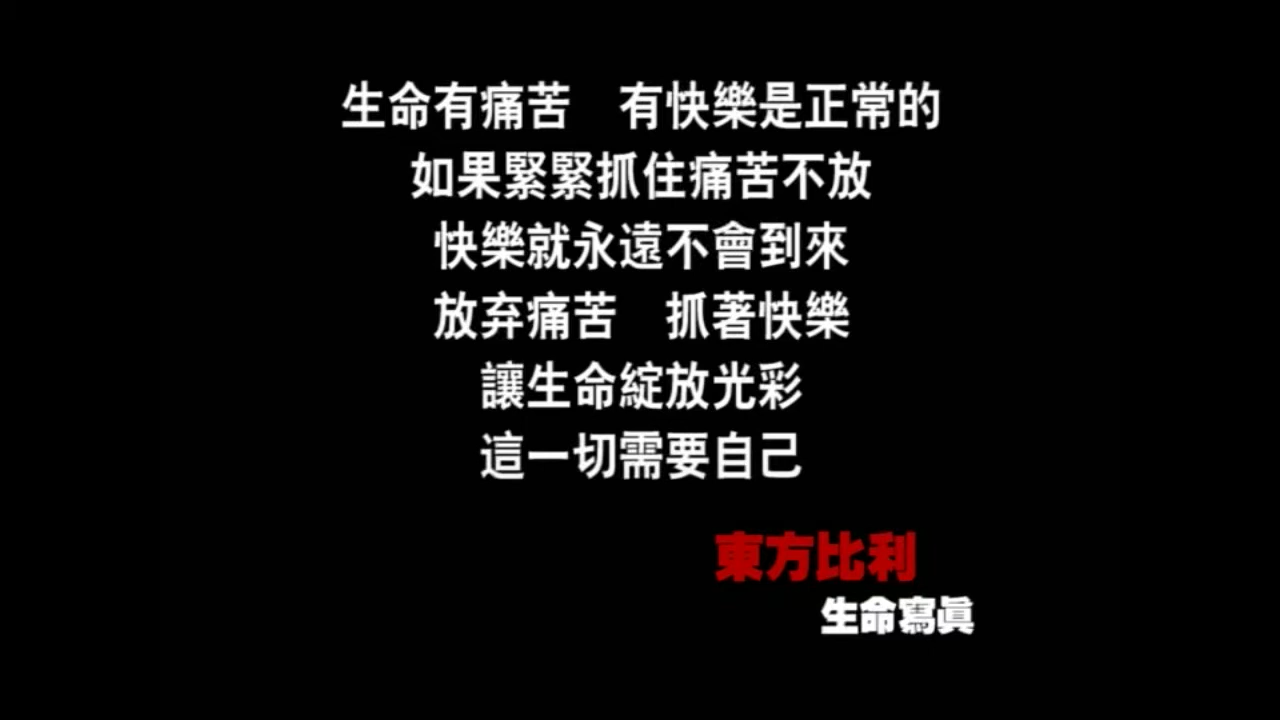 生命有痛苦　有快樂是正常的
如果緊緊抓住痛苦不放
快樂就永遠不會到來
放弃痛苦　抓著快樂
讓生命綻放光彩
這一切需要自己
東方比利
生命寫真